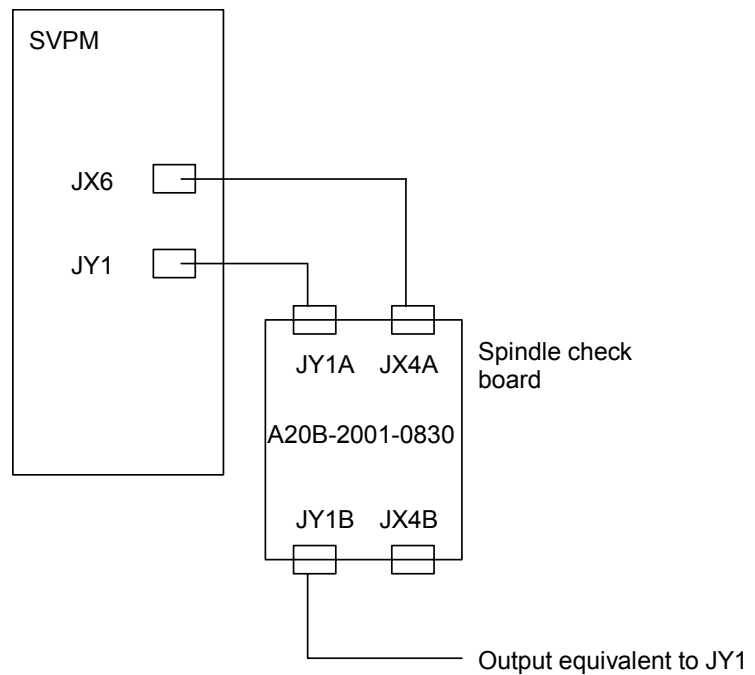 SVPM
JX6
JY1
JY1A JX4A
Spindle check
board
A20B-2001-0830
JY1B JX4B
Output equivalent to JY1